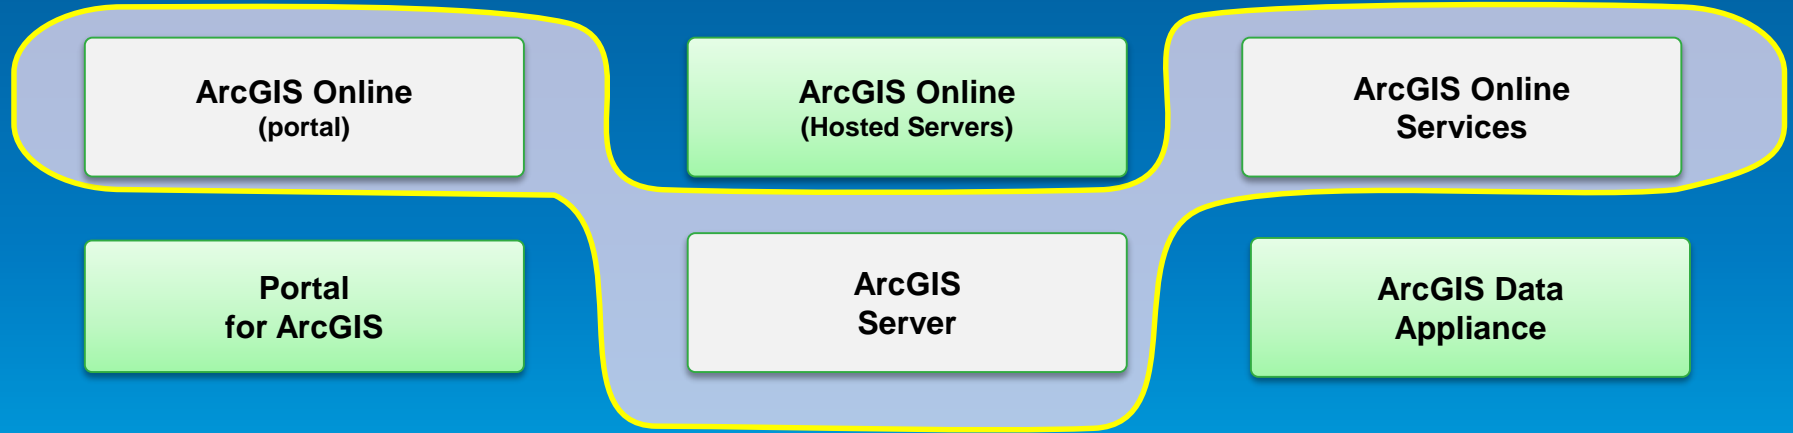 ArcGIS Online
(portal)
ArcGIS Online
(Hosted Servers)
ArcGIS Online
Services
Portal
for ArcGIS
ArcGIS
Server
ArcGIS Data
Appliance